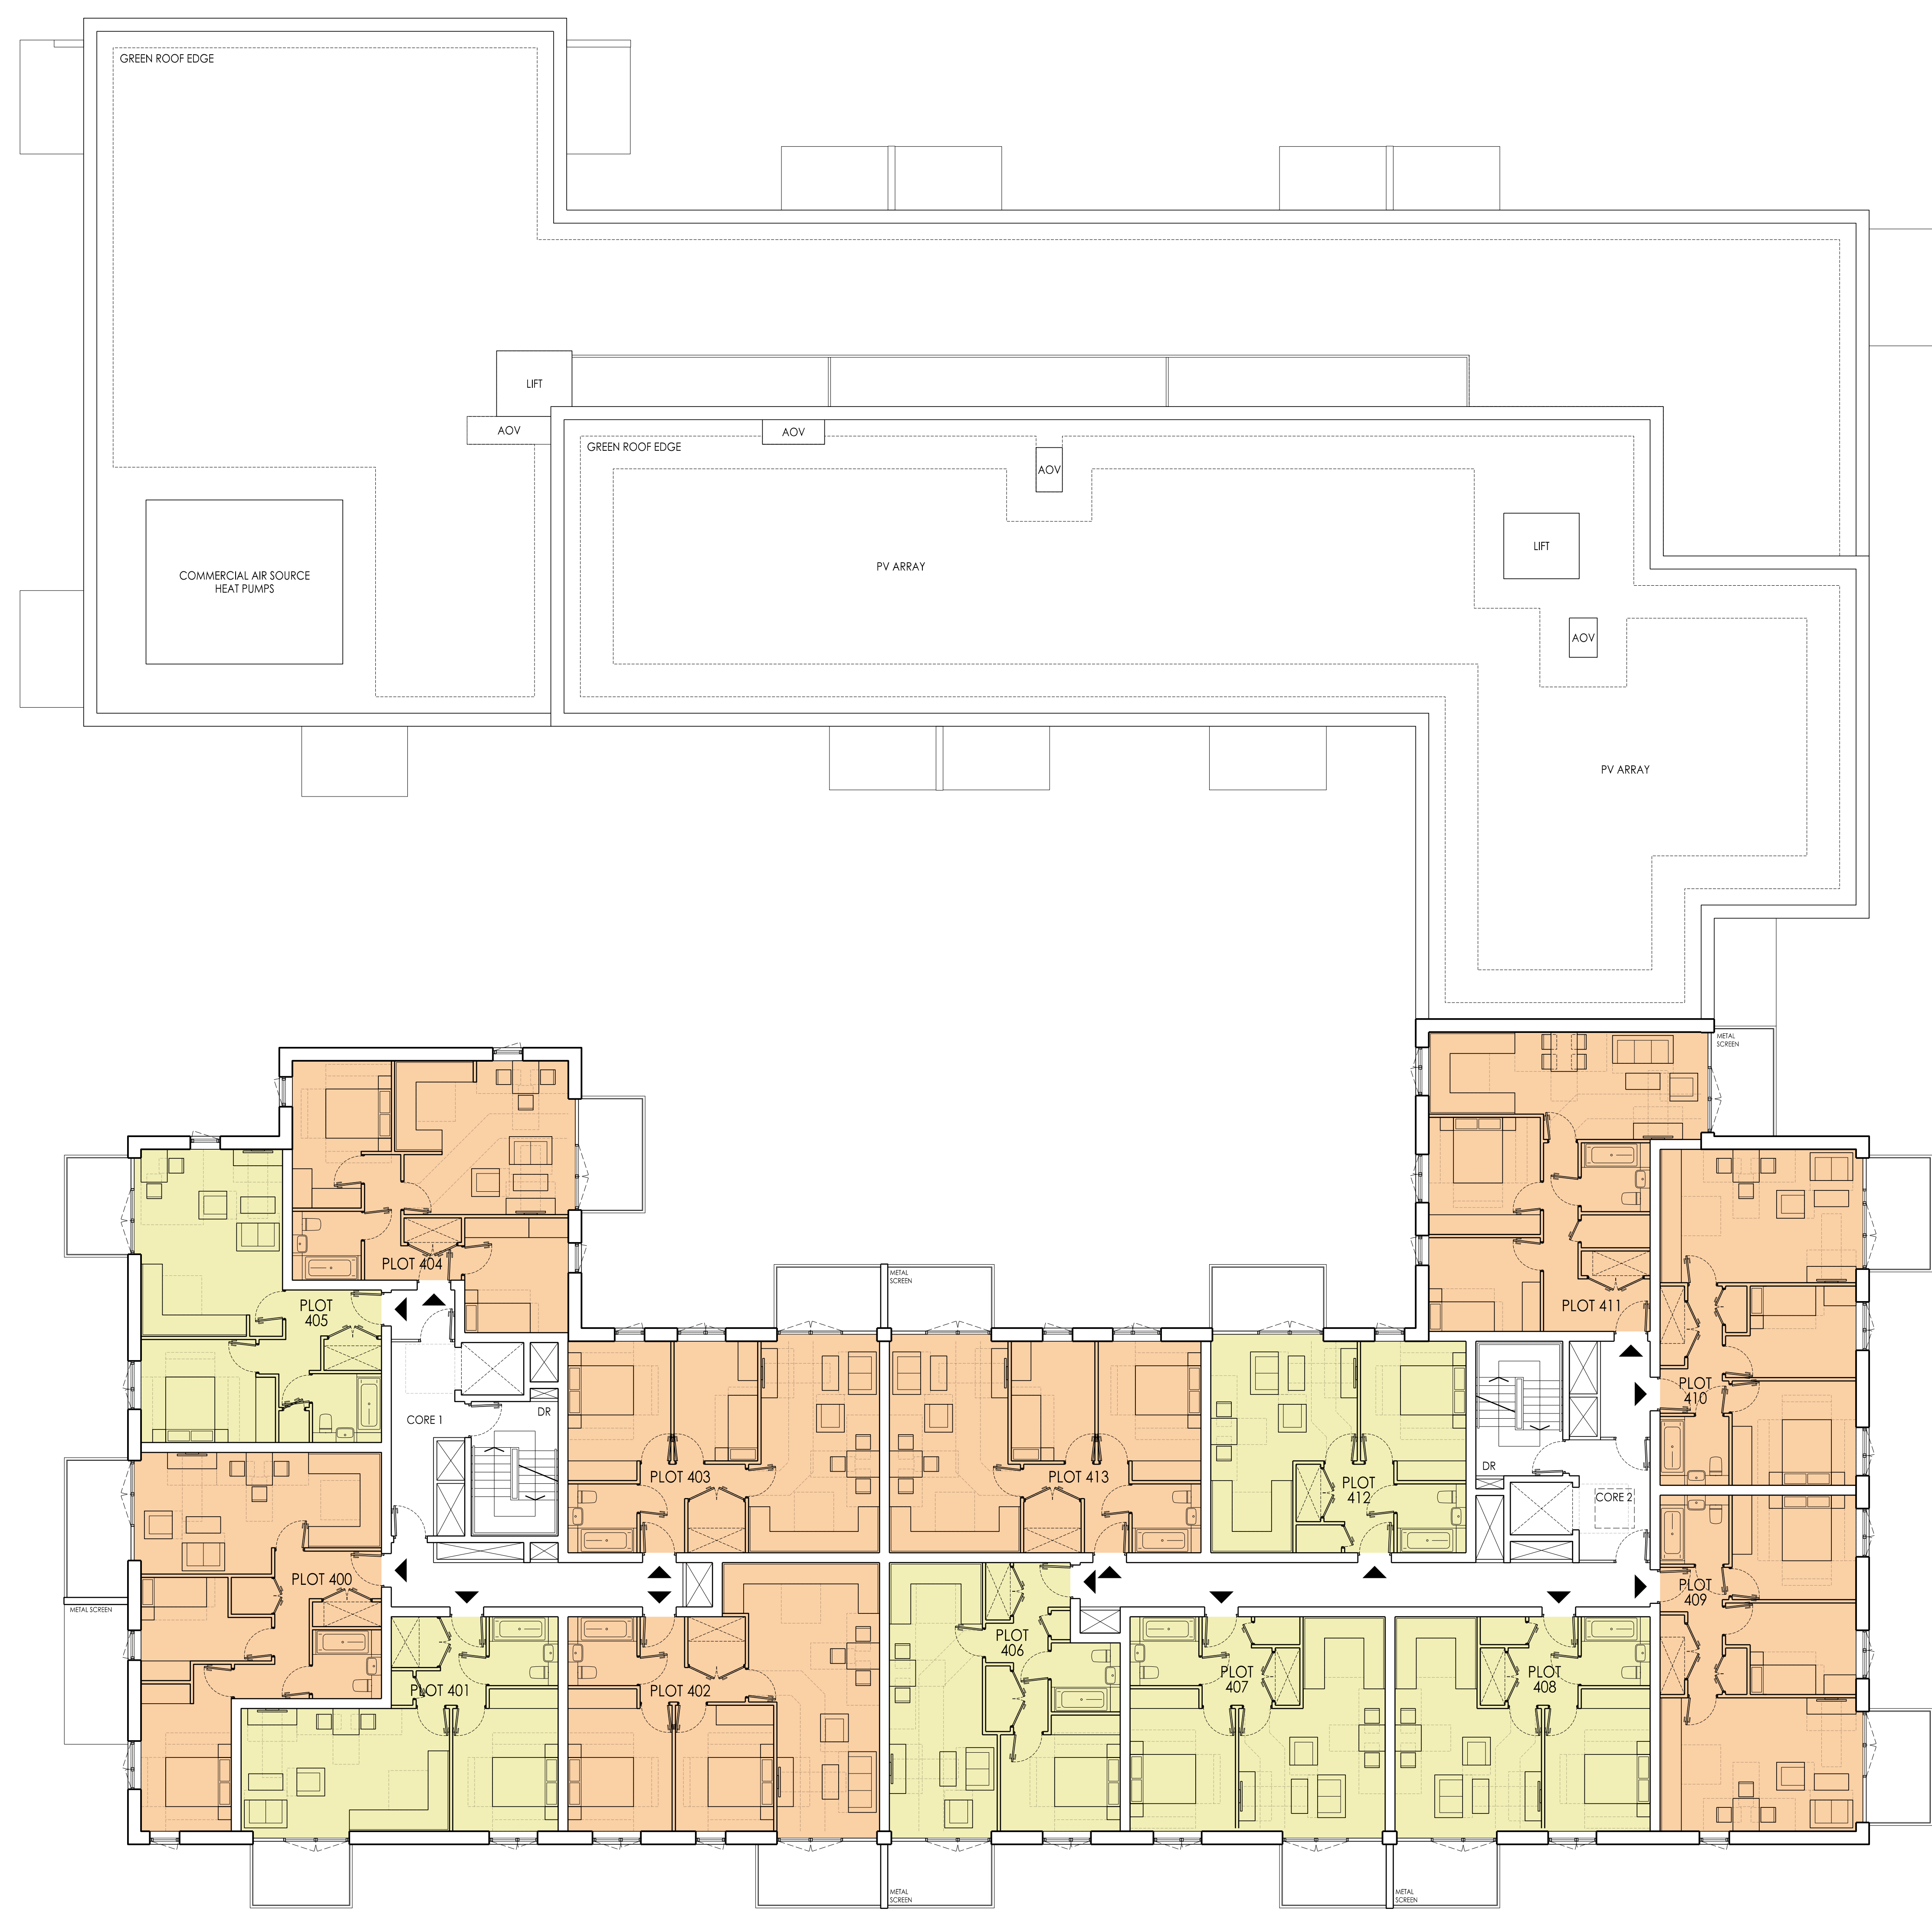 GREEN ROOF EDGE
LIFT
AOV
AOV
GREEN ROOF EDGE
AOV
LIFT
COMMERCIAL AIR SOURCE
HEAT PUMPS
PV ARRAY
AOV
PV ARRAY
METAL
SCREEN
PLOT 404
METAL
SCREEN
PLOT
405
PLOT 411
CORE 1
DR
PLOT
410
PLOT 403
PLOT 413
PLOT
412
DR
CORE 2
PLOT 400
METAL SCREEN
PLOT
409
PLOT
406
PLOT 401
PLOT 402
PLOT
407
PLOT
408
METAL
SCREEN
METAL
SCREEN